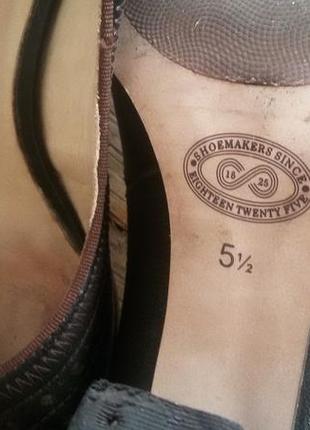 SHOEMAKERS SINCE
18 25
EIGHTEEN TWENTY FIVE
5½